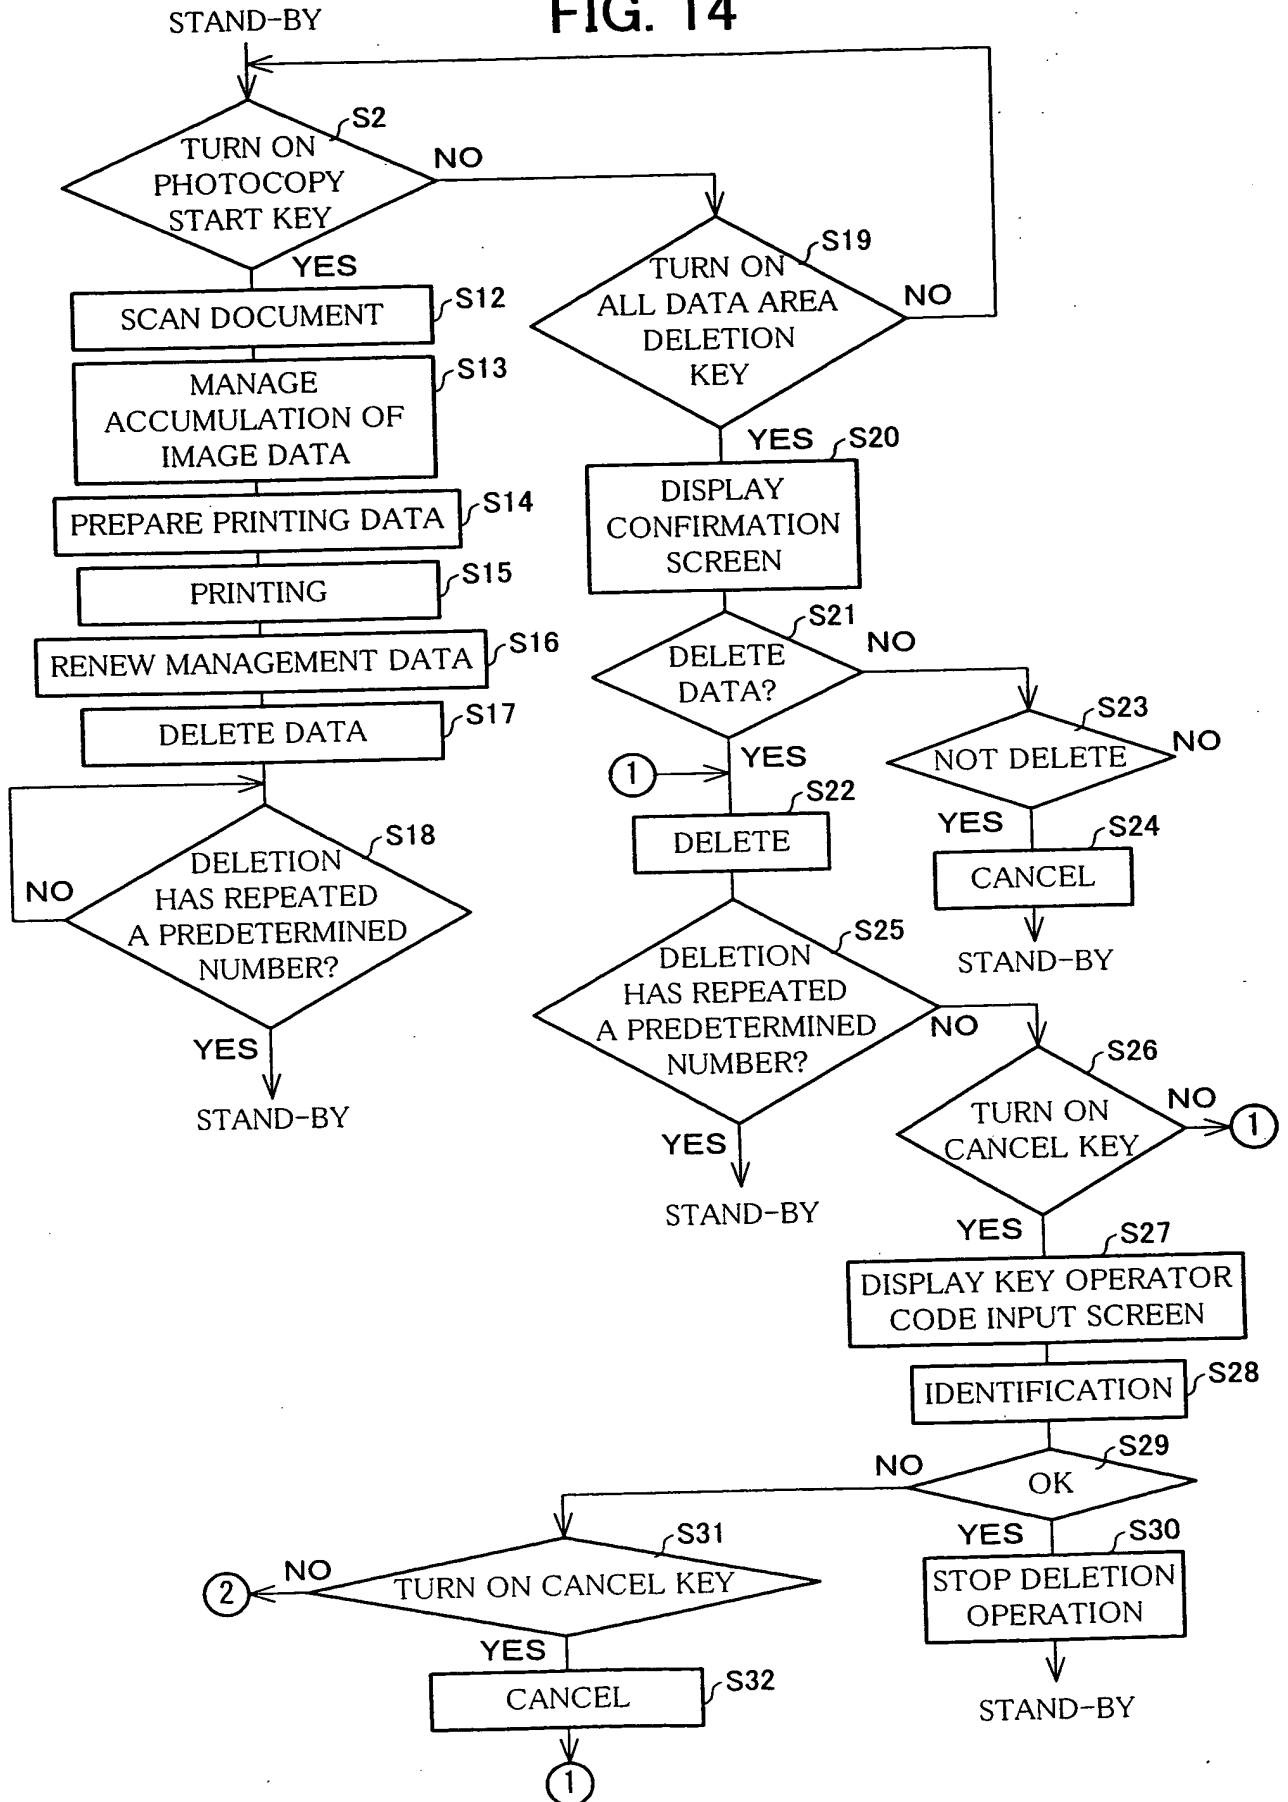 FIG. 14
STAND-BY
S2
TURN ON
PHOTOCOPY
START KEY
NO
YES
S12
SCAN DOCUMENT
S13
MANAGE
ACCUMULATION OF
IMAGE DATA
S14
PREPARE PRINTING DATA
S15
PRINTING
S16
RENEW MANAGEMENT DATA
S17
DELETE DATA
S18
DELETION
HAS REPEATED
A PREDETERMINED
NUMBER?
NO
YES
STAND-BY
S19
TURN ON
ALL DATA AREA
DELETION
KEY
NO
YES
S20
DISPLAY
CONFIRMATION
SCREEN
S21
DELETE
DATA?
NO
YES
1
S22
DELETE
S23
NOT DELETE
NO
YES
S24
CANCEL
STAND-BY
S25
DELETION
HAS REPEATED
A PREDETERMINED
NUMBER?
NO
YES
STAND-BY
S26
TURN ON
CANCEL KEY
NO
1
YES
S27
DISPLAY KEY OPERATOR
CODE INPUT SCREEN
S28
IDENTIFICATION
S29
OK
NO
YES
S30
STOP DELETION
OPERATION
STAND-BY
S31
TURN ON CANCEL KEY
NO
2
YES
S32
CANCEL
1